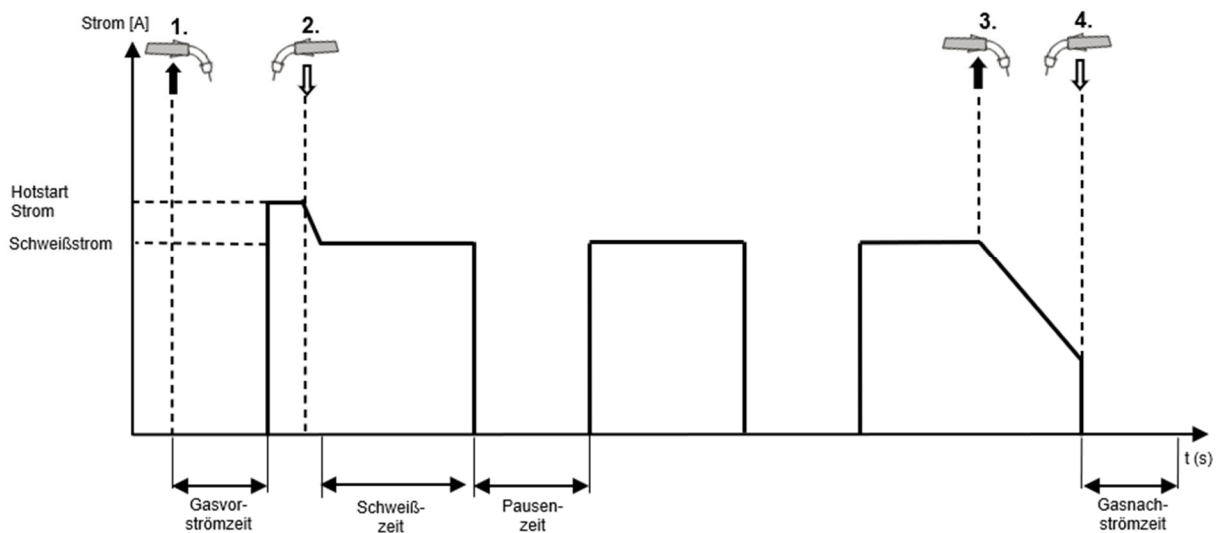 Strom [A]
1.
2.
3.
4.
Hotstart
Strom
Schweißstrom
t (s)
Gasvor-
strömzeit
Schweiß-
zeit
Pausen-
zeit
Gasnach-
strömzeit